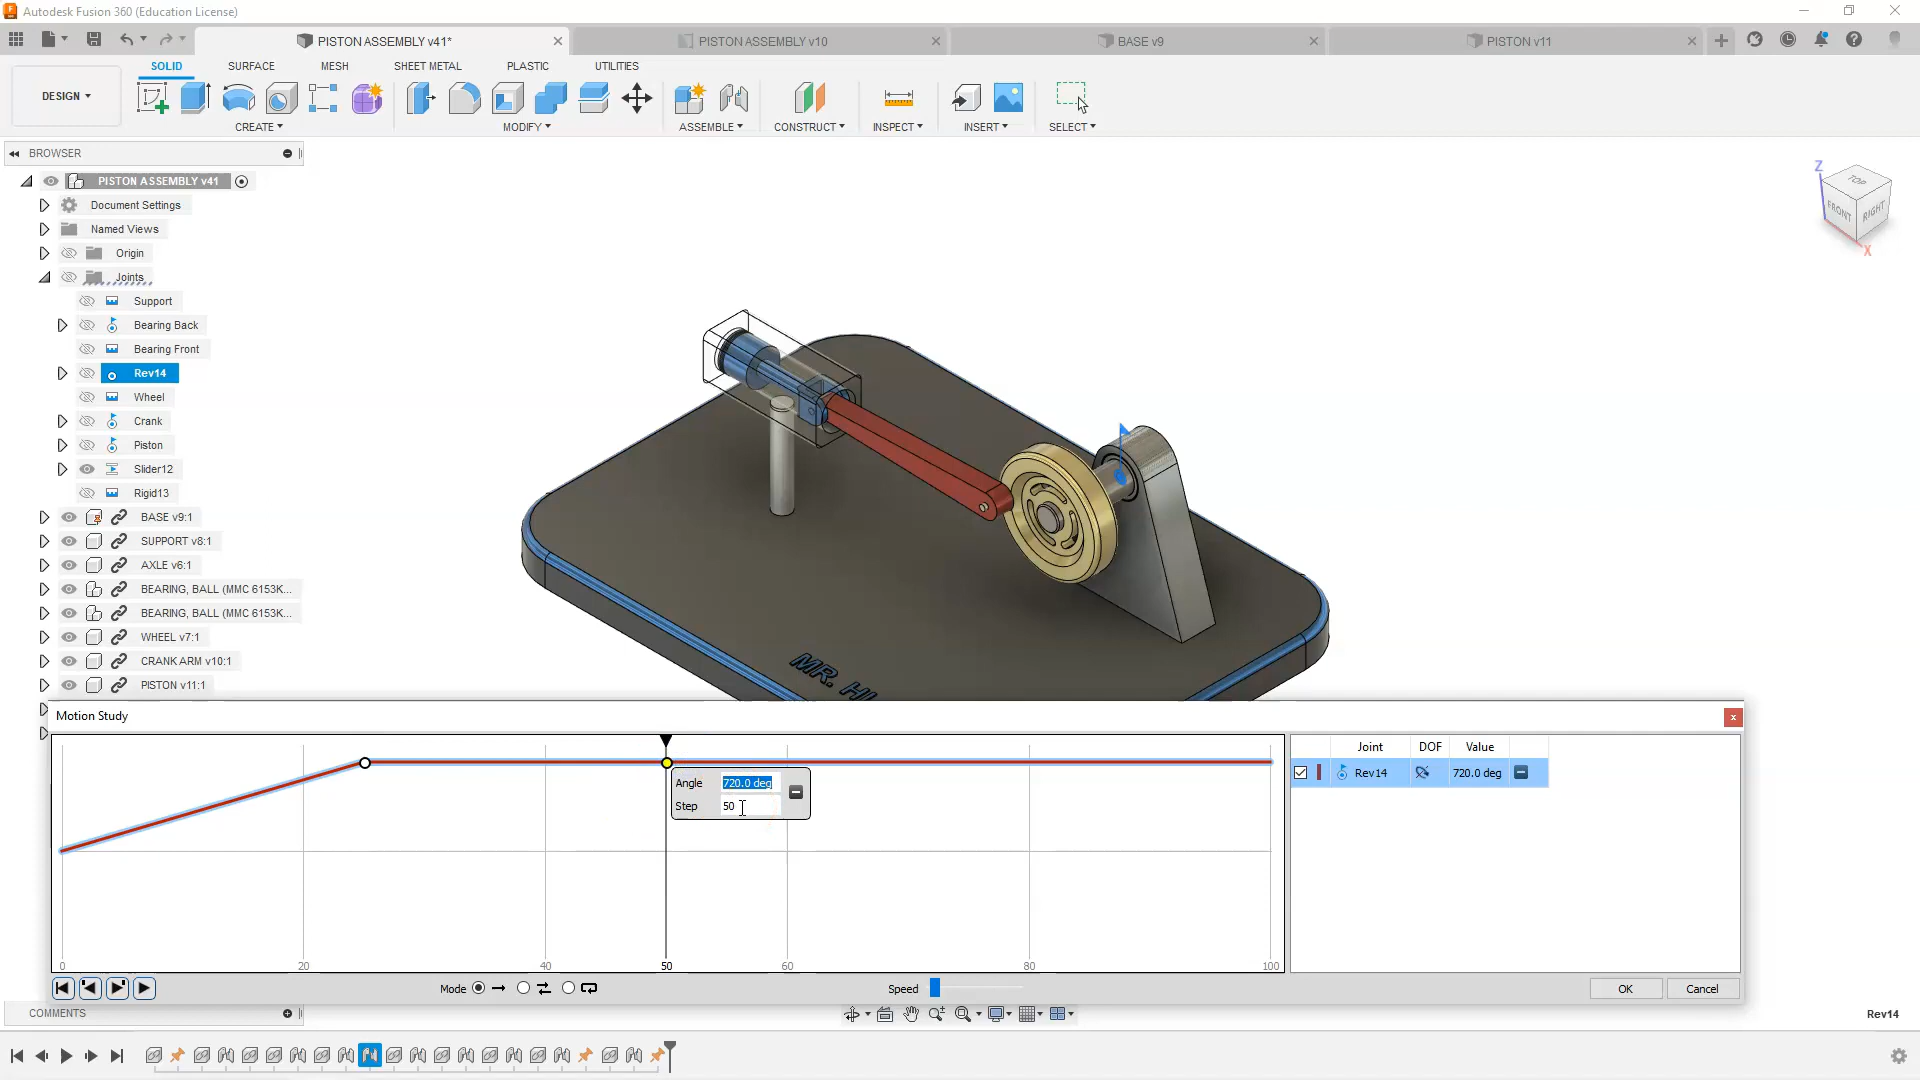 Autodesk Fusion 360 (Education License)
PISTON ASSEMBLY v41*
PISTON ASSEMBLY v10
BASE v9
PISTON v11
SOLID
SURFACE
MESH
SHEET METAL
PLASTIC
UTILITIES
DESIGN
CREATE
MODIFY
ASSEMBLE
CONSTRUCT
INSPECT
INSERT
SELECT
BROWSER
PISTON ASSEMBLY v41
Document Settings
Named Views
Origin
Joints
Support
Bearing Back
Bearing Front
Rev14
Wheel
Crank
Piston
Slider12
Rigid13
BASE v9:1
SUPPORT v8:1
AXLE v6:1
BEARING, BALL (MMC 6153K...
BEARING, BALL (MMC 6153K...
WHEEL v7:1
CRANK ARM v10:1
PISTON v11:1
Z
TOP
FRONT
RIGHT
X
MR. HI
Motion Study
Angle 720.0 deg
Step 50
0 20 40 50 60 80 100
Joint DOF Value
Rev14 720.0 deg
Mode
Speed
OK
Cancel
COMMENTS
Rev14